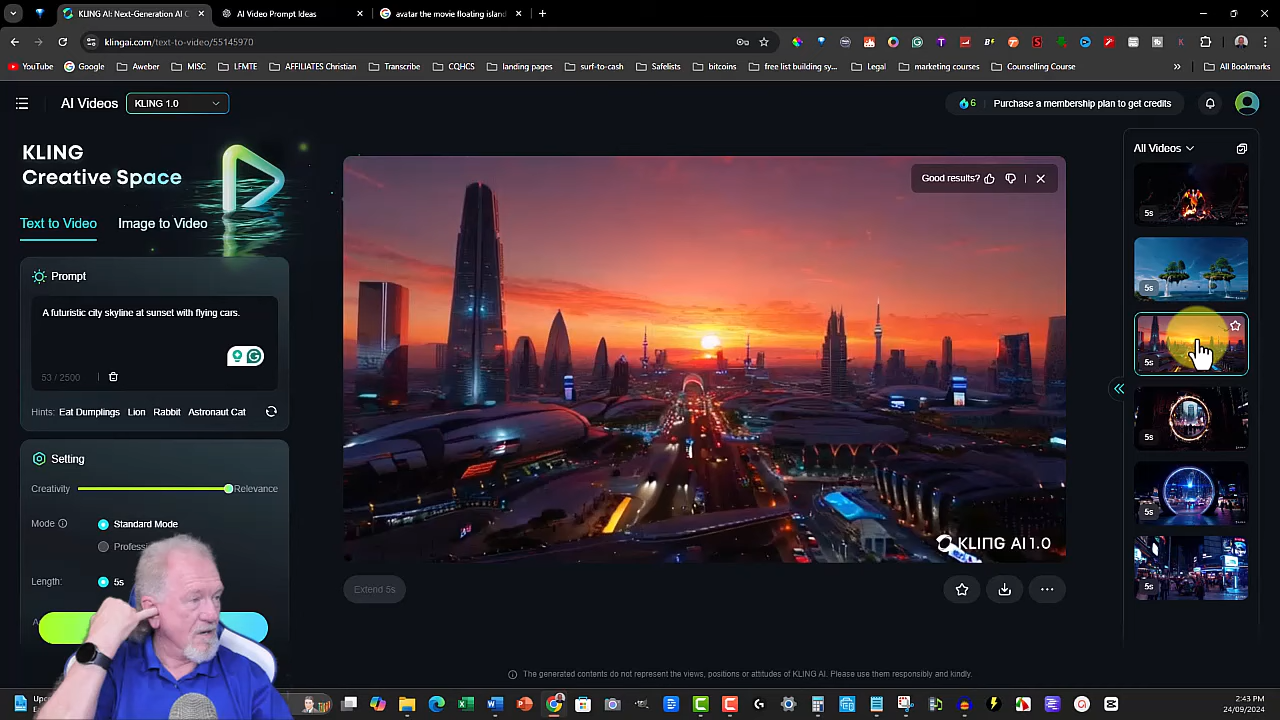 KLING AI: Next-Generation AI C
AI Video Prompt Ideas
avatar the movie floating island
klingai.com/text-to-video/55145970
YouTube
Google
Aweber
MISC
LFMTE
AFFILIATES Christian
Transcribe
CQHCS
landing pages
surf-to-cash
Safelists
bitcoins
free list building sy...
Legal
marketing courses
Counselling Course
All Bookmarks
AI Videos
KLING 1.0
6
Purchase a membership plan to get credits
KLING
Creative Space
Text to Video
Image to Video
Prompt
A futuristic city skyline at sunset with flying cars.
53 / 2500
Hints: Eat Dumplings Lion Rabbit Astronaut Cat
Setting
Creativity
Relevance
Mode
Standard Mode
Professi
Length:
5s
Good results?
KLING AI 1.0
Extend 5s
All Videos
5s
5s
5s
5s
5s
5s
The generated contents do not represent the views, positions or attitudes of KLING AI. Please use them responsibly and kindly.
2:43 PM
24/09/2024